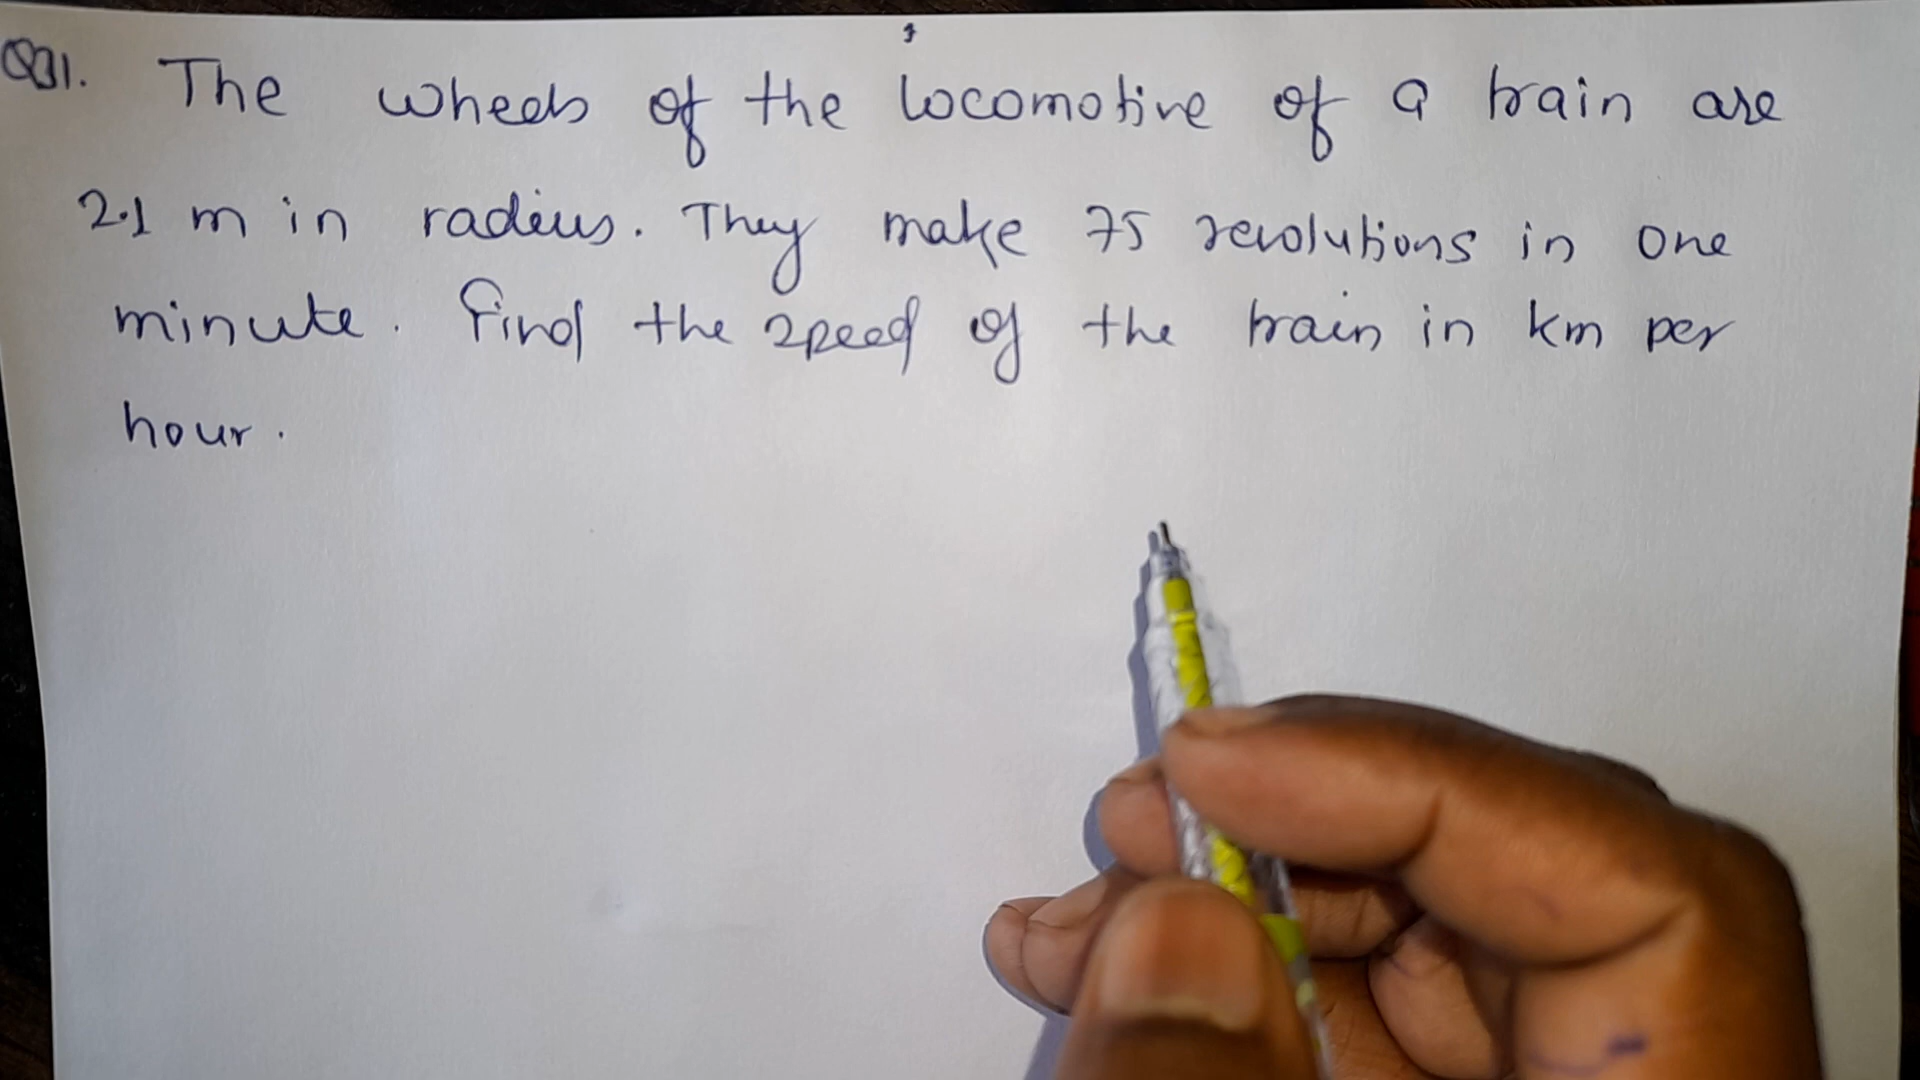 Q31. The wheels of the locomotive of a train are
2.1 m in radius. They make 75 revolutions in one
minute. Find the speed of the train in km per
hour.